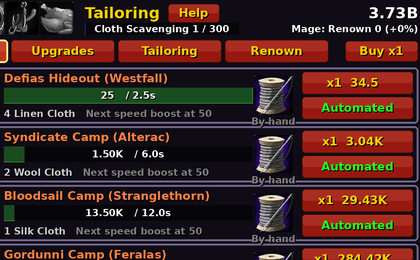 Tailoring Help 3.73B
Cloth Scavenging 1 / 300 Mage: Renown 0 (+0%)
Upgrades Tailoring Renown Buy x1
Defias Hideout (Westfall)
25 / 2.5s x1 34.5
4 Linen Cloth Next speed boost at 50 By-hand Automated
Syndicate Camp (Alterac)
1.50K / 6.0s x1 3.04K
2 Wool Cloth Next speed boost at 50 By-hand Automated
Bloodsail Camp (Stranglethorn)
13.50K / 12.0s x1 29.43K
1 Silk Cloth Next speed boost at 50 By-hand Automated
Gordunni Camp (Feralas) x1 284.42K